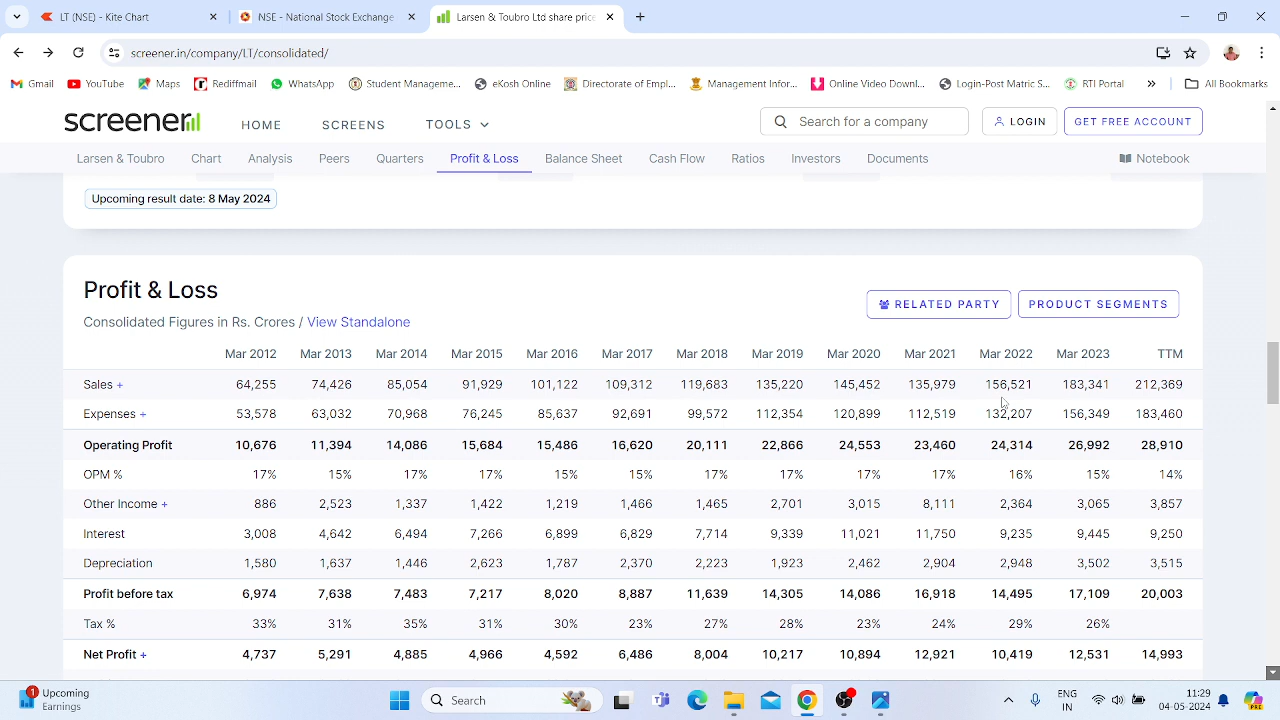 LT (NSE) - Kite Chart
NSE - National Stock Exchange
Larsen & Toubro Ltd share price
screener.in/company/LT/consolidated/
Gmail YouTube Maps Rediffmail WhatsApp Student Manageme... eKosh Online Directorate of Empl... Management Infor... Online Video Downl... Login-Post Matric S... RTI Portal » All Bookmarks
screener HOME SCREENS TOOLS Search for a company LOGIN GET FREE ACCOUNT
Larsen & Toubro Chart Analysis Peers Quarters Profit & Loss Balance Sheet Cash Flow Ratios Investors Documents Notebook
Upcoming result date: 8 May 2024
Profit & Loss
RELATED PARTY PRODUCT SEGMENTS
Consolidated Figures in Rs. Crores / View Standalone
Mar 2012 Mar 2013 Mar 2014 Mar 2015 Mar 2016 Mar 2017 Mar 2018 Mar 2019 Mar 2020 Mar 2021 Mar 2022 Mar 2023 TTM
Sales + 64,255 74,426 85,054 91,929 101,122 109,312 119,683 135,220 145,452 135,979 156,521 183,341 212,369
Expenses + 53,578 63,032 70,968 76,245 85,637 92,691 99,572 112,354 120,899 112,519 132,207 156,349 183,460
Operating Profit 10,676 11,394 14,086 15,684 15,486 16,620 20,111 22,866 24,553 23,460 24,314 26,992 28,910
OPM % 17% 15% 17% 17% 15% 15% 17% 17% 17% 17% 16% 15% 14%
Other Income + 886 2,523 1,337 1,422 1,219 1,466 1,465 2,701 3,015 8,111 2,364 3,065 3,857
Interest 3,008 4,642 6,494 7,266 6,899 6,829 7,714 9,339 11,021 11,750 9,235 9,445 9,250
Depreciation 1,580 1,637 1,446 2,623 1,787 2,370 2,223 1,923 2,462 2,904 2,948 3,502 3,515
Profit before tax 6,974 7,638 7,483 7,217 8,020 8,887 11,639 14,305 14,086 16,918 14,495 17,109 20,003
Tax % 33% 31% 35% 31% 30% 23% 27% 28% 23% 24% 29% 26%
Net Profit + 4,737 5,291 4,885 4,966 4,592 6,486 8,004 10,217 10,894 12,921 10,419 12,531 14,993
1 Upcoming
Earnings
Search
ENG
IN
11:29
04-05-2024
PRE